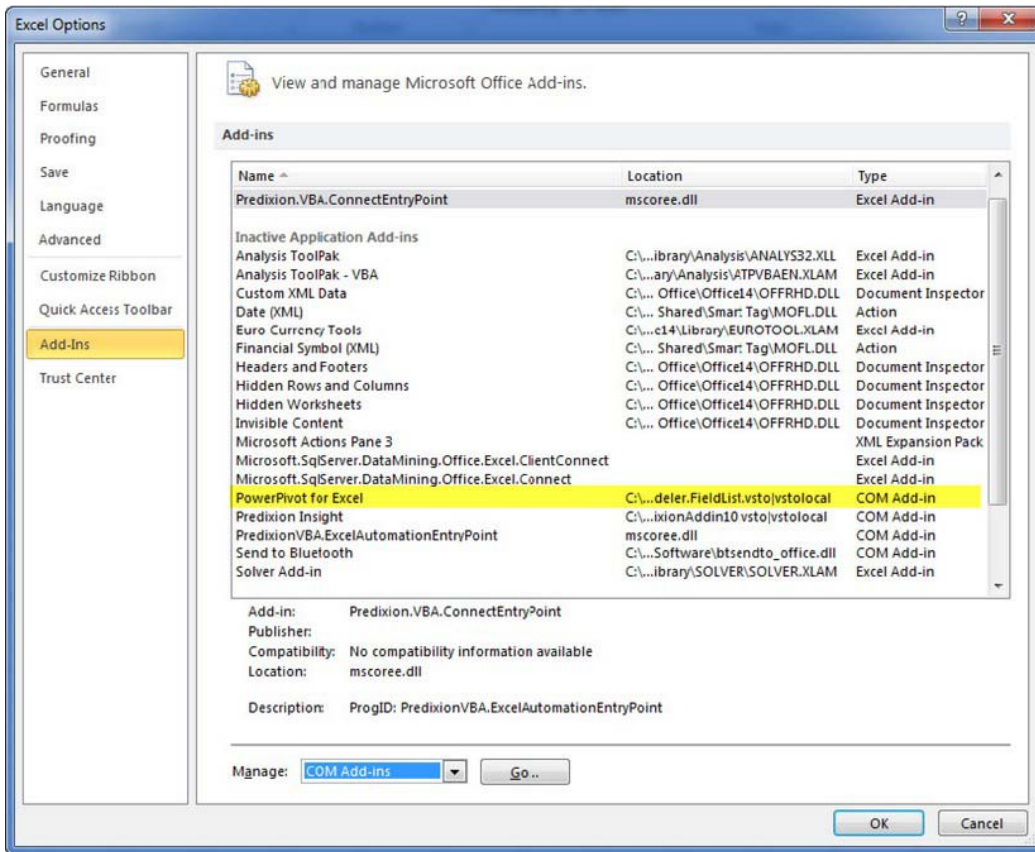 Excel Options
General
Formulas
Proofing
Save
Language
Advanced
Customize Ribbon
Quick Access Toolbar
Add-Ins
Trust Center
View and manage Microsoft Office Add-ins.
Add-ins
Name Location Type
Predixion.VBA.ConnectEntryPoint mscoree.dll Excel Add-in
Inactive Application Add-ins
Analysis ToolPak C:\...ibrary\Analysis\ANALYS32.XLL Excel Add-in
Analysis ToolPak - VBA C:\...ary\Analysis\ATPVBAEN.XLAM Excel Add-in
Custom XML Data C:\... Office\Office14\OFFRHD.DLL Document Inspector
Date (XML) C:\... Shared\Smart Tag\MOFL.DLL Action
Euro Currency Tools C:\...c14\Library\EUROTOOL.XLAM Excel Add-in
Financial Symbol (XML) C:\... Shared\Smart Tag\MOFL.DLL Action
Headers and Footers C:\... Office\Office14\OFFRHD.DLL Document Inspector
Hidden Rows and Columns C:\... Office\Office14\OFFRHD.DLL Document Inspector
Hidden Worksheets C:\... Office\Office14\OFFRHD.DLL Document Inspector
Invisible Content C:\... Office\Office14\OFFRHD.DLL Document Inspector
Microsoft Actions Pane 3 XML Expansion Pack
Microsoft.SqlServer.DataMining.Office.Excel.ClientConnect Excel Add-in
Microsoft.SqlServer.DataMining.Office.Excel.Connect Excel Add-in
PowerPivot for Excel C:\...deler.FieldList.vsto|vstolocal COM Add-in
Predixion Insight C:\...ixionAddin10.vsto|vstolocal COM Add-in
PredixionVBA.ExcelAutomationEntryPoint mscoree.dll COM Add-in
Send to Bluetooth C:\...Software\btsendto_office.dll COM Add-in
Solver Add-in C:\...ibrary\SOLVER\SOLVER.XLAM Excel Add-in
Add-in: Predixion.VBA.ConnectEntryPoint
Publisher:
Compatibility: No compatibility information available
Location: mscoree.dll
Description: ProgID: PredixionVBA.ExcelAutomationEntryPoint
Manage: COM Add-ins Go...
OK Cancel